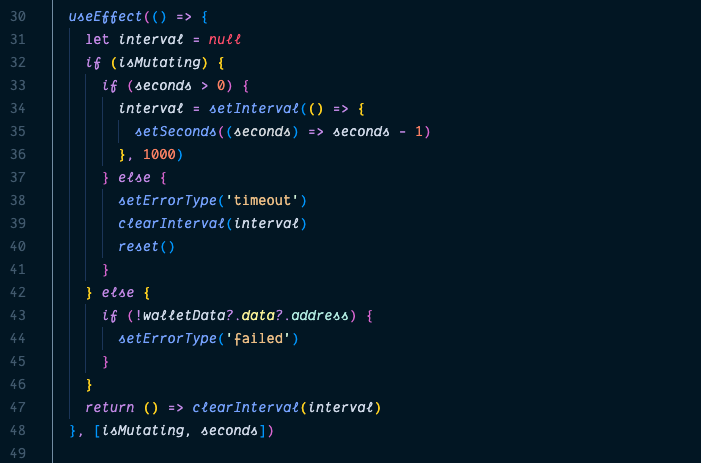 30 useEffect(() => {
31 let interval = null
32 if (isMutating) {
33 if (seconds > 0) {
34 interval = setInterval(() => {
35 setSeconds((seconds) => seconds - 1)
36 }, 1000)
37 } else {
38 setErrorType('timeout')
39 clearInterval(interval)
40 reset()
41 }
42 } else {
43 if (!walletData?.data?.address) {
44 setErrorType('failed')
45 }
46 }
47 return () => clearInterval(interval)
48 }, [isMutating, seconds])
49